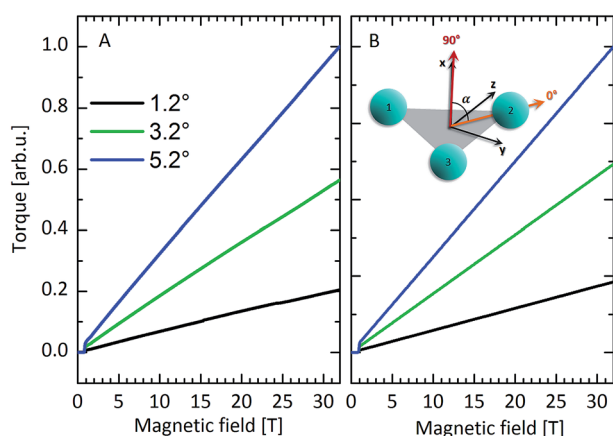 A
B
1.2°
3.2°
5.2°
Torque [arb.u.]
1.0
0.8
0.6
0.4
0.2
0.0
0 5 10 15 20 25 30
Magnetic field [T]
90°
x
z
α
0°
1
2
3
y
0 5 10 15 20 25 30
Magnetic field [T]